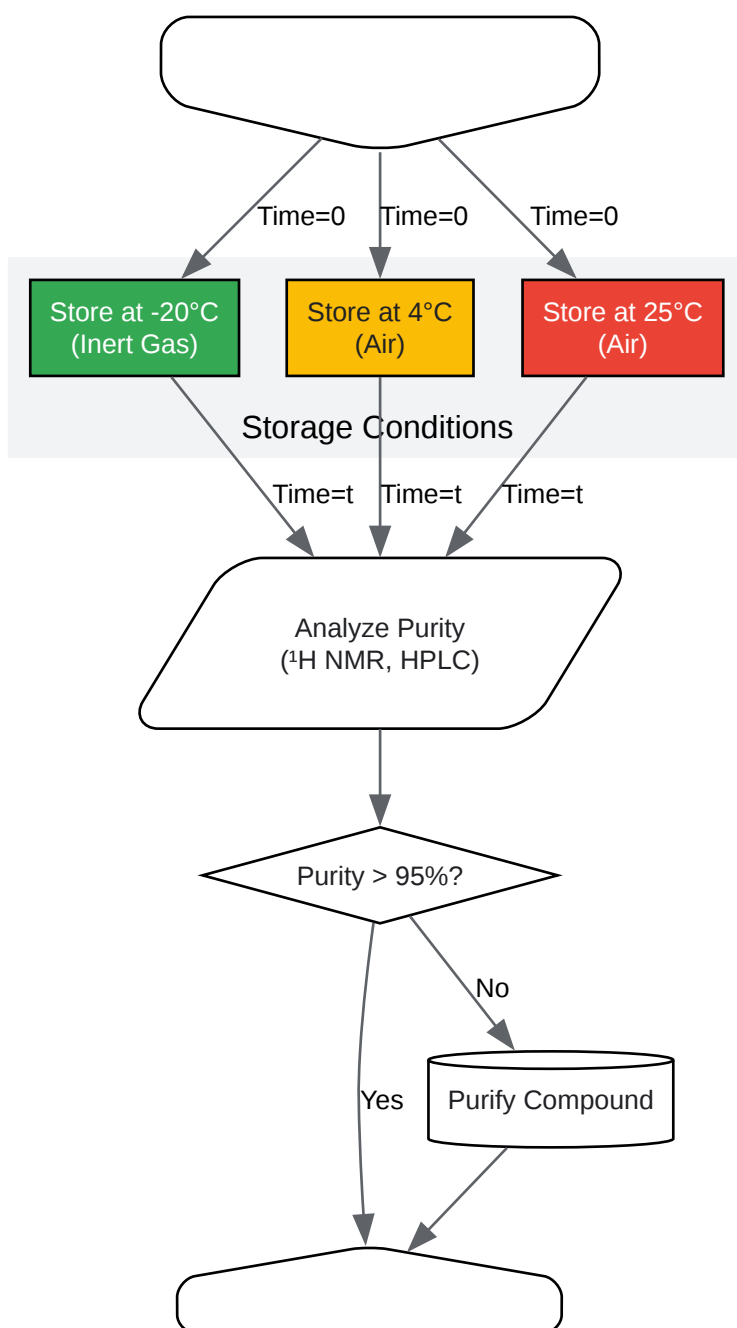 Time=0
Time=0
Time=0
Store at -20°C
(Inert Gas)
Store at 4°C
(Air)
Store at 25°C
(Air)
Storage Conditions
Time=t
Time=t
Time=t
Analyze Purity
(¹H NMR, HPLC)
Purity > 95%?
No
Yes
Purify Compound